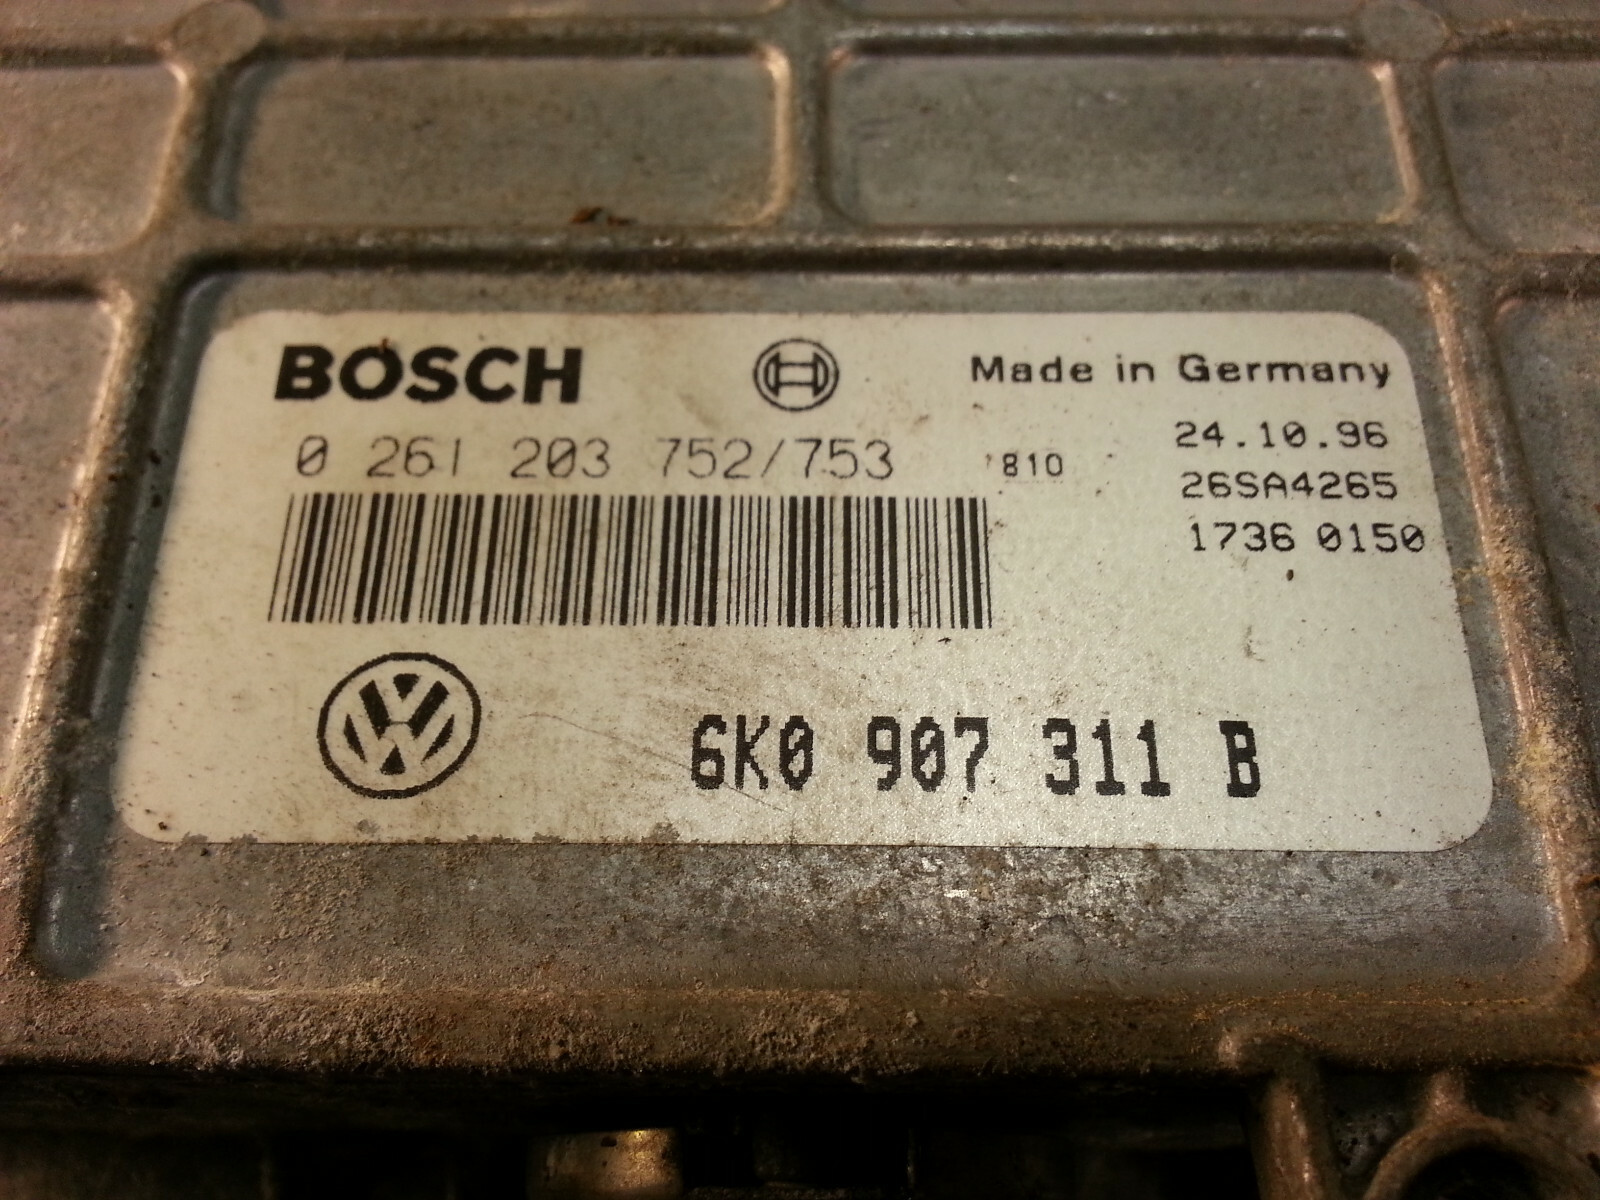 BOSCH
Made in Germany
0 261 203 752/753
810
24.10.96
26SA4265
1736 0150
6K0 907 311 B